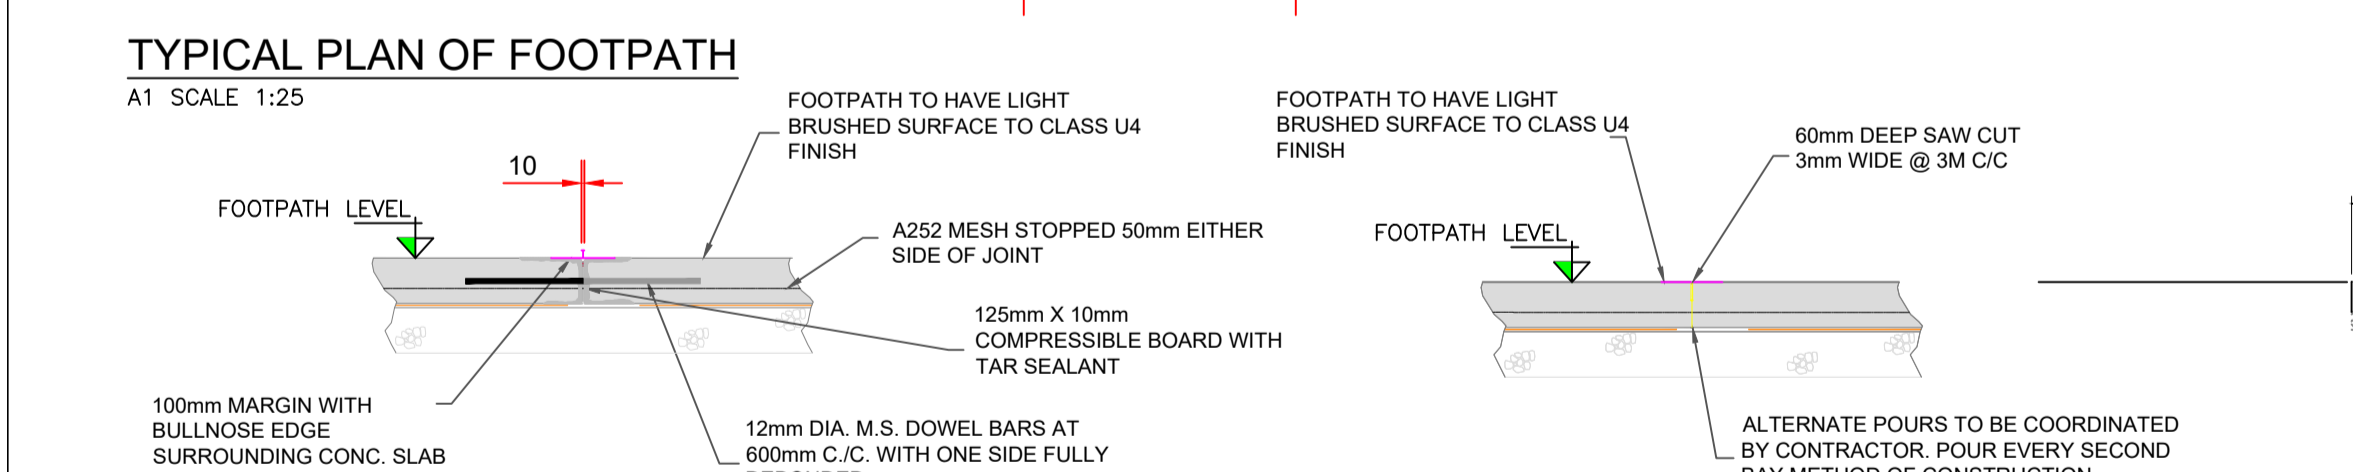 TYPICAL PLAN OF FOOTPATH
A1 SCALE 1:25
FOOTPATH TO HAVE LIGHT
BRUSHED SURFACE TO CLASS U4
FINISH
10
FOOTPATH LEVEL
A252 MESH STOPPED 50mm EITHER
SIDE OF JOINT
125mm X 10mm
COMPRESSIBLE BOARD WITH
TAR SEALANT
100mm MARGIN WITH
BULLNOSE EDGE
SURROUNDING CONC. SLAB
12mm DIA. M.S. DOWEL BARS AT
600mm C./C. WITH ONE SIDE FULLY
FOOTPATH TO HAVE LIGHT
BRUSHED SURFACE TO CLASS U4
FINISH
60mm DEEP SAW CUT
3mm WIDE @ 3M C/C
FOOTPATH LEVEL
ALTERNATE POURS TO BE COORDINATED
BY CONTRACTOR. POUR EVERY SECOND
BAY METHOD OF CONSTRUCTION